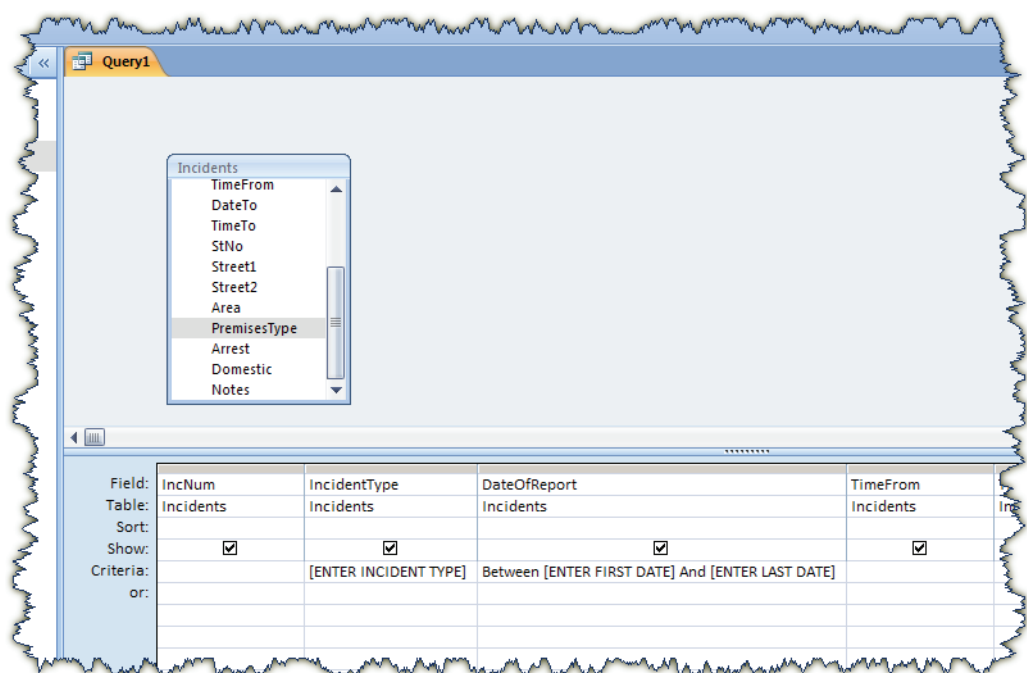 « Query1
Incidents
TimeFrom
DateTo
TimeTo
StNo
Street1
Street2
Area
PremisesType
Arrest
Domestic
Notes
Field: IncNum IncidentType DateOfReport TimeFrom
Table: Incidents Incidents Incidents Incidents
Sort:
Show:
Criteria: [ENTER INCIDENT TYPE] Between [ENTER FIRST DATE] And [ENTER LAST DATE]
or: